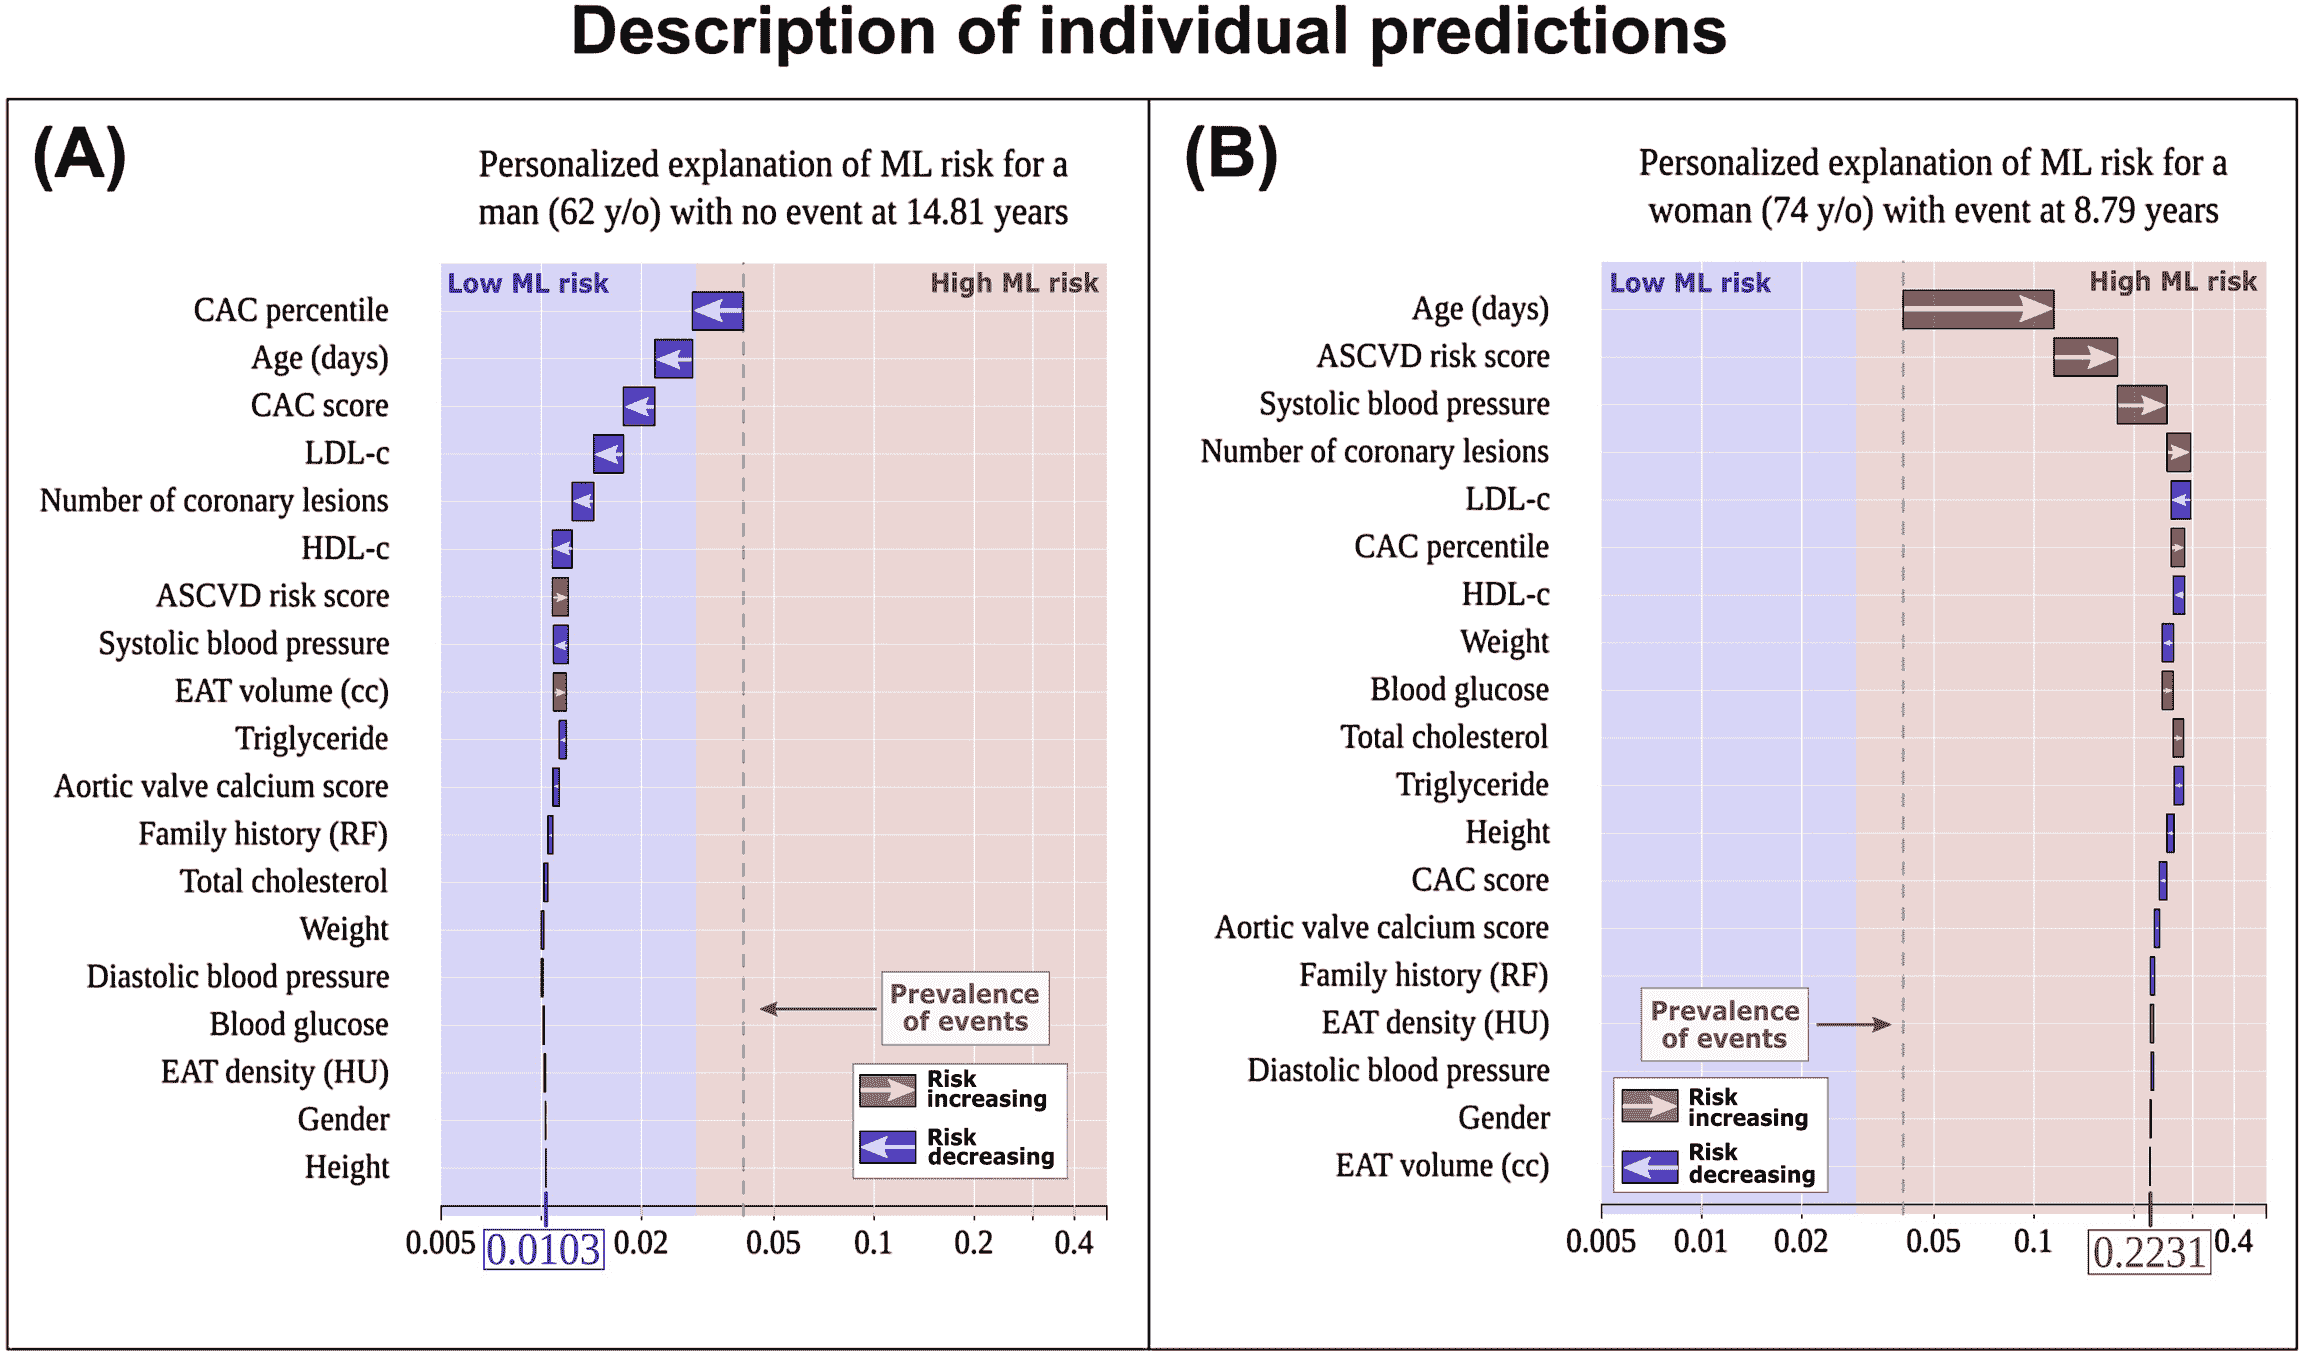 Description of individual predictions
(A)
Personalized explanation of ML risk for a
man (62 y/o) with no event at 14.81 years
Low ML risk
High ML risk
CAC percentile
Age (days)
CAC score
LDL-c
Number of coronary lesions
HDL-c
ASCVD risk score
Systolic blood pressure
EAT volume (cc)
Triglyceride
Aortic valve calcium score
Family history (RF)
Total cholesterol
Weight
Diastolic blood pressure
Blood glucose
EAT density (HU)
Gender
Height
Prevalence
of events
Risk
increasing
Risk
decreasing
0.005 0.0103 0.02 0.05 0.1 0.2 0.4
(B)
Personalized explanation of ML risk for a
woman (74 y/o) with event at 8.79 years
Low ML risk
High ML risk
Age (days)
ASCVD risk score
Systolic blood pressure
Number of coronary lesions
LDL-c
CAC percentile
HDL-c
Weight
Blood glucose
Total cholesterol
Triglyceride
Height
CAC score
Aortic valve calcium score
Family history (RF)
EAT density (HU)
Diastolic blood pressure
Gender
EAT volume (cc)
Prevalence
of events
Risk
increasing
Risk
decreasing
0.005 0.01 0.02 0.05 0.1 0.2231 0.4